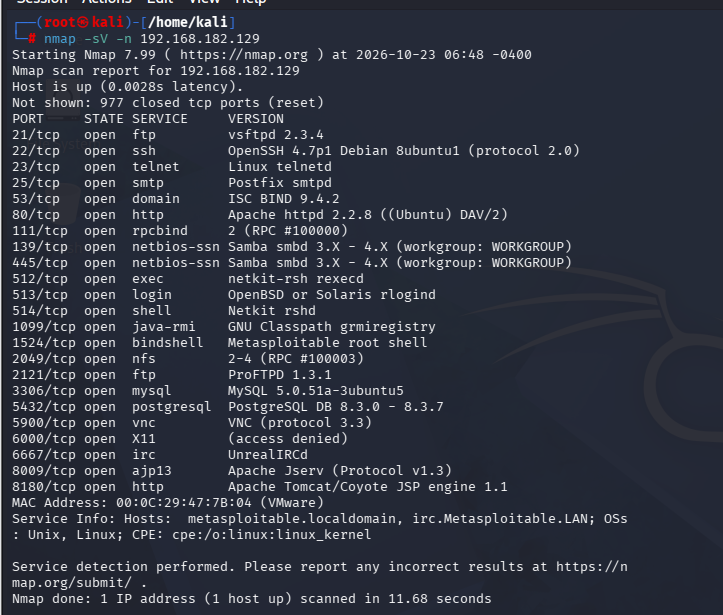 Session Actions Edit View Help
┌──(root㉿kali)-[/home/kali]
└─# nmap -sV -n 192.168.182.129
Starting Nmap 7.99 ( https://nmap.org ) at 2026-10-23 06:48 -0400
Nmap scan report for 192.168.182.129
Host is up (0.0028s latency).
Not shown: 977 closed tcp ports (reset)
PORT     STATE SERVICE     VERSION
21/tcp   open  ftp         vsftpd 2.3.4
22/tcp   open  ssh         OpenSSH 4.7p1 Debian 8ubuntu1 (protocol 2.0)
23/tcp   open  telnet      Linux telnetd
25/tcp   open  smtp        Postfix smtpd
53/tcp   open  domain      ISC BIND 9.4.2
80/tcp   open  http        Apache httpd 2.2.8 ((Ubuntu) DAV/2)
111/tcp  open  rpcbind     2 (RPC #100000)
139/tcp  open  netbios-ssn Samba smbd 3.X - 4.X (workgroup: WORKGROUP)
445/tcp  open  netbios-ssn Samba smbd 3.X - 4.X (workgroup: WORKGROUP)
512/tcp  open  exec        netkit-rsh rexecd
513/tcp  open  login       OpenBSD or Solaris rlogind
514/tcp  open  shell       Netkit rshd
1099/tcp open  java-rmi    GNU Classpath grmiregistry
1524/tcp open  bindshell   Metasploitable root shell
2049/tcp open  nfs         2-4 (RPC #100003)
2121/tcp open  ftp         ProFTPD 1.3.1
3306/tcp open  mysql       MySQL 5.0.51a-3ubuntu5
5432/tcp open  postgresql  PostgreSQL DB 8.3.0 - 8.3.7
5900/tcp open  vnc         VNC (protocol 3.3)
6000/tcp open  X11         (access denied)
6667/tcp open  irc         UnrealIRCd
8009/tcp open  ajp13       Apache Jserv (Protocol v1.3)
8180/tcp open  http        Apache Tomcat/Coyote JSP engine 1.1
MAC Address: 00:0C:29:47:7B:04 (VMware)
Service Info: Hosts:  metasploitable.localdomain, irc.Metasploitable.LAN; OSs
: Unix, Linux; CPE: cpe:/o:linux:linux_kernel
Service detection performed. Please report any incorrect results at https://n
map.org/submit/ .
Nmap done: 1 IP address (1 host up) scanned in 11.68 seconds